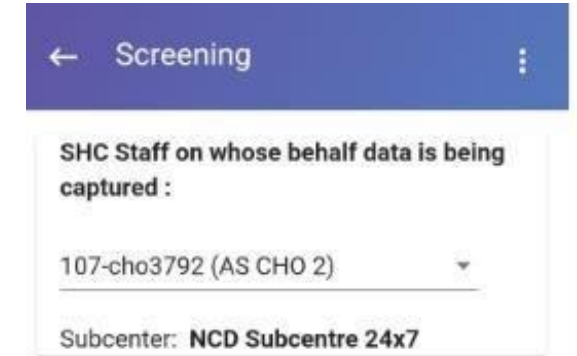 Screening
SHC Staff on whose behalf data is being
captured :
107-cho3792 (AS CHO 2)
Subcenter: NCD Subcentre 24x7